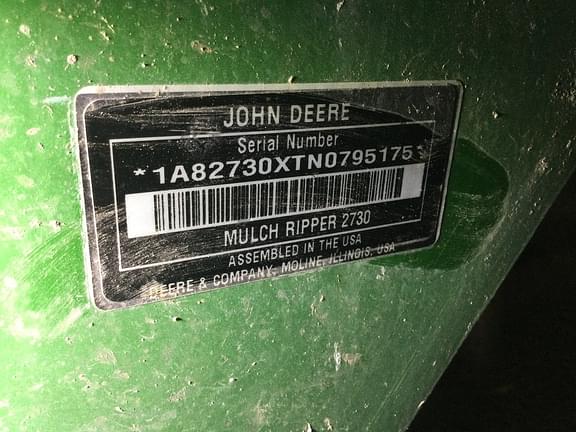 JOHN DEERE
Serial Number
*1A82730XTN0795175*
MULCH RIPPER 2730
ASSEMBLED IN THE USA
DEERE & COMPANY, MOLINE, ILLINOIS, USA